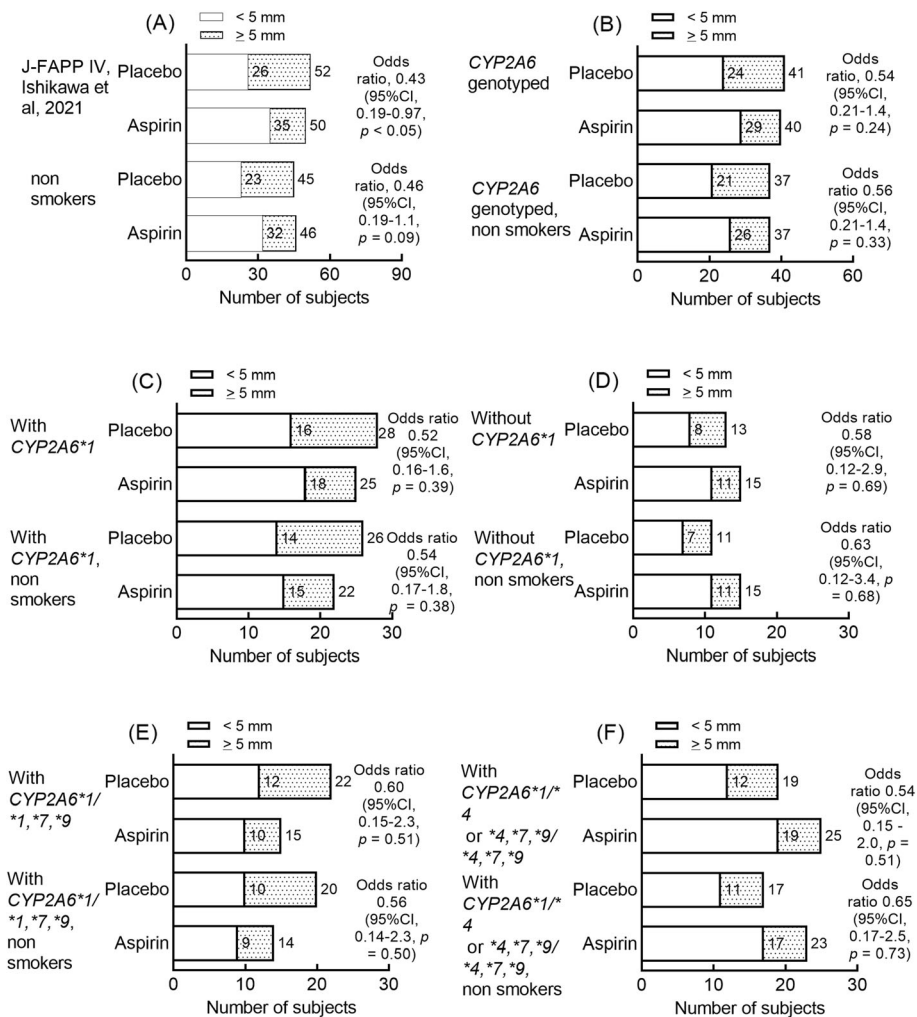 (A)
< 5 mm
≥ 5 mm
J-FAPP IV,
Ishikawa et
al, 2021
Placebo
26
52
Aspirin
35
50
Odds
ratio, 0.43
(95%CI,
0.19-0.97,
p < 0.05)
non
smokers
Placebo
23
45
Aspirin
32
46
Odds
ratio, 0.46
(95%CI,
0.19-1.1,
p = 0.09)
0 30 60 90
Number of subjects
(B)
< 5 mm
≥ 5 mm
CYP2A6
genotyped
Placebo
24
41
Aspirin
29
40
Odds
ratio, 0.54
(95%CI,
0.21-1.4,
p = 0.24)
CYP2A6
genotyped,
non smokers
Placebo
21
37
Aspirin
26
37
Odds
ratio 0.56
(95%CI,
0.21-1.4,
p = 0.33)
0 20 40 60
Number of subjects
(C)
< 5 mm
≥ 5 mm
With
CYP2A6*1
Placebo
16
28
Aspirin
18
25
Odds ratio
0.52
(95%CI,
0.16-1.6,
p = 0.39)
With
CYP2A6*1,
non
smokers
Placebo
14
26
Aspirin
15
22
Odds ratio
0.54
(95%CI,
0.17-1.8,
p = 0.38)
0 10 20 30
Number of subjects
(D)
< 5 mm
≥ 5 mm
Without
CYP2A6*1
Placebo
8
13
Aspirin
11
15
Odds ratio
0.58
(95%CI,
0.12-2.9,
p = 0.69)
Without
CYP2A6*1,
non smokers
Placebo
7
11
Aspirin
11
15
Odds ratio
0.63
(95%CI,
0.12-3.4, p
= 0.68)
0 10 20 30
Number of subjects
(E)
< 5 mm
≥ 5 mm
With
CYP2A6*1/
*1,*7,*9
Placebo
12
22
Aspirin
10
15
Odds ratio
0.60
(95%CI,
0.15-2.3,
p = 0.51)
With
CYP2A6*1/
*1,*7,*9,
non
smokers
Placebo
10
20
Aspirin
9
14
Odds ratio
0.56
(95%CI,
0.14-2.3, p
= 0.50)
0 10 20 30
Number of subjects
(F)
< 5 mm
≥ 5 mm
With
CYP2A6*1/*
4
or *4,*7,*9/
*4,*7,*9
Placebo
12
19
Aspirin
19
25
Odds
ratio 0.54
(95%CI,
0.15 -
2.0, p =
0.51)
With
CYP2A6*1/*
4
or *4,*7,*9/
*4,*7,*9,
non smokers
Placebo
11
17
Aspirin
17
23
Odds
ratio 0.65
(95%CI,
0.17-2.5,
p = 0.73)
0 10 20 30
Number of subjects